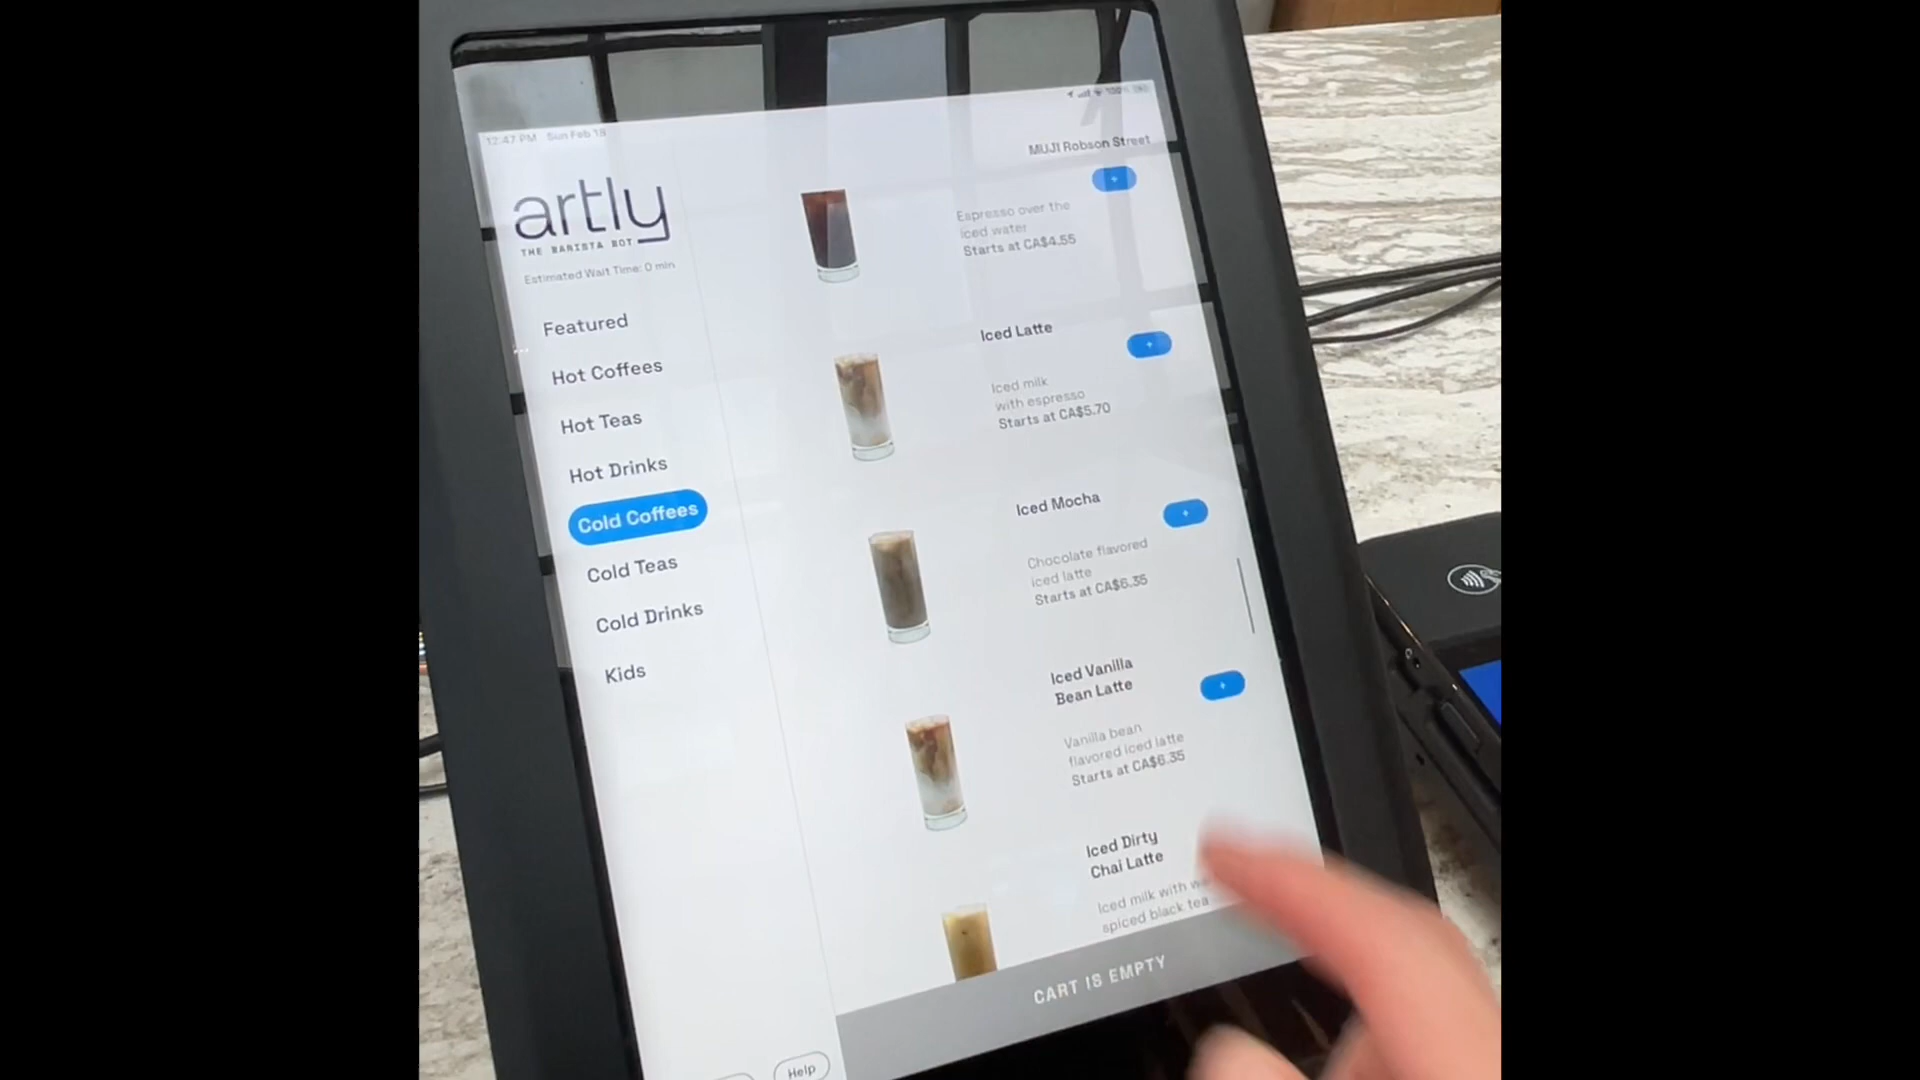 12:47 PM Sun Feb 18
100%
MUJI Robson Street
artly
THE BARISTA BOT
Estimated Wait Time: 0 min
Featured
Hot Coffees
Hot Teas
Hot Drinks
Cold Coffees
Cold Teas
Cold Drinks
Kids
Help
+
Espresso over the
iced water
Starts at CA$4.55
Iced Latte
+
Iced milk
with espresso
Starts at CA$5.70
Iced Mocha
+
Chocolate flavored
iced latte
Starts at CA$6.35
Iced Vanilla
Bean Latte
+
Vanilla bean
flavored iced latte
Starts at CA$6.35
Iced Dirty
Chai Latte
Iced milk with
spiced black tea
CART IS EMPTY